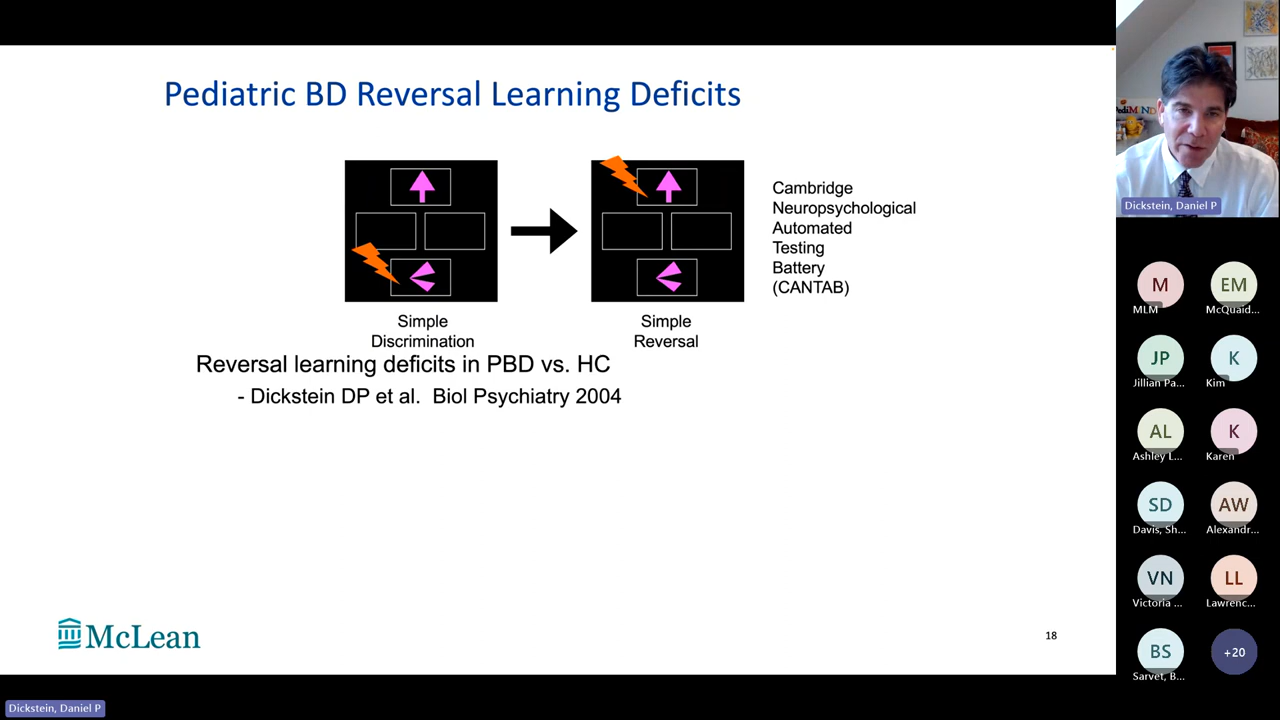 Pediatric BD Reversal Learning Deficits
Simple
Discrimination
Simple
Reversal
Cambridge
Neuropsychological
Automated
Testing
Battery
(CANTAB)
Reversal learning deficits in PBD vs. HC
- Dickstein DP et al. Biol Psychiatry 2004
McLean
18
Dickstein, Daniel P
M
MLM
EM
McQuaid...
JP
Jillian Pa...
K
Kim
AL
Ashley L...
K
Karen
SD
Davis, Sh...
AW
Alexandr...
VN
Victoria ...
LL
Lawrenc...
BS
Sarvet, B...
+20
Dickstein, Daniel P